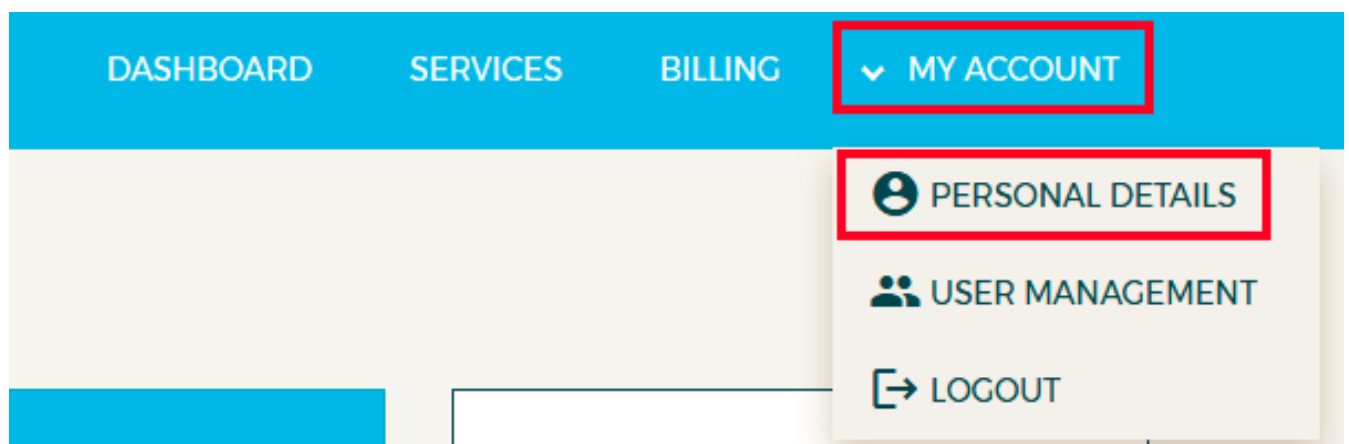 DASHBOARD SERVICES BILLING MY ACCOUNT
PERSONAL DETAILS
USER MANAGEMENT
LOGOUT